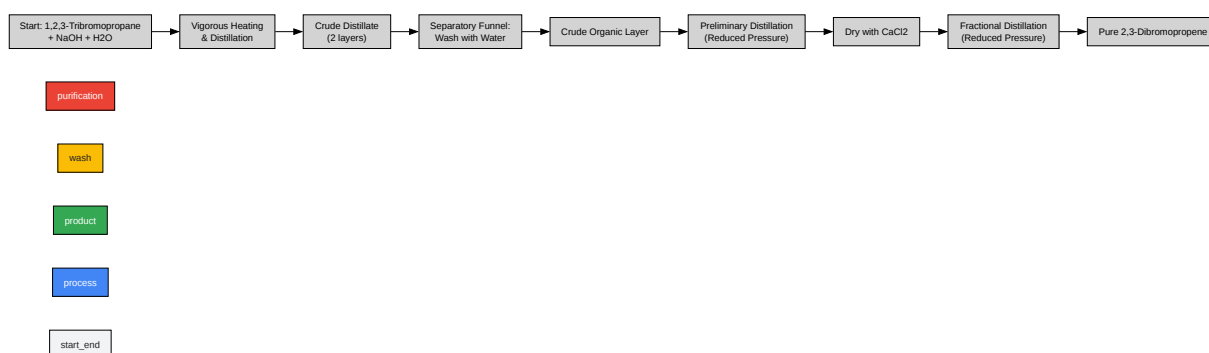 Start: 1,2,3-Tribromopropane
+ NaOH + H2O
Vigorous Heating
& Distillation
Crude Distillate
(2 layers)
Separatory Funnel:
Wash with Water
Crude Organic Layer
Preliminary Distillation
(Reduced Pressure)
Dry with CaCl2
Fractional Distillation
(Reduced Pressure)
Pure 2,3-Dibromopropene
purification
wash
product
process
start_end